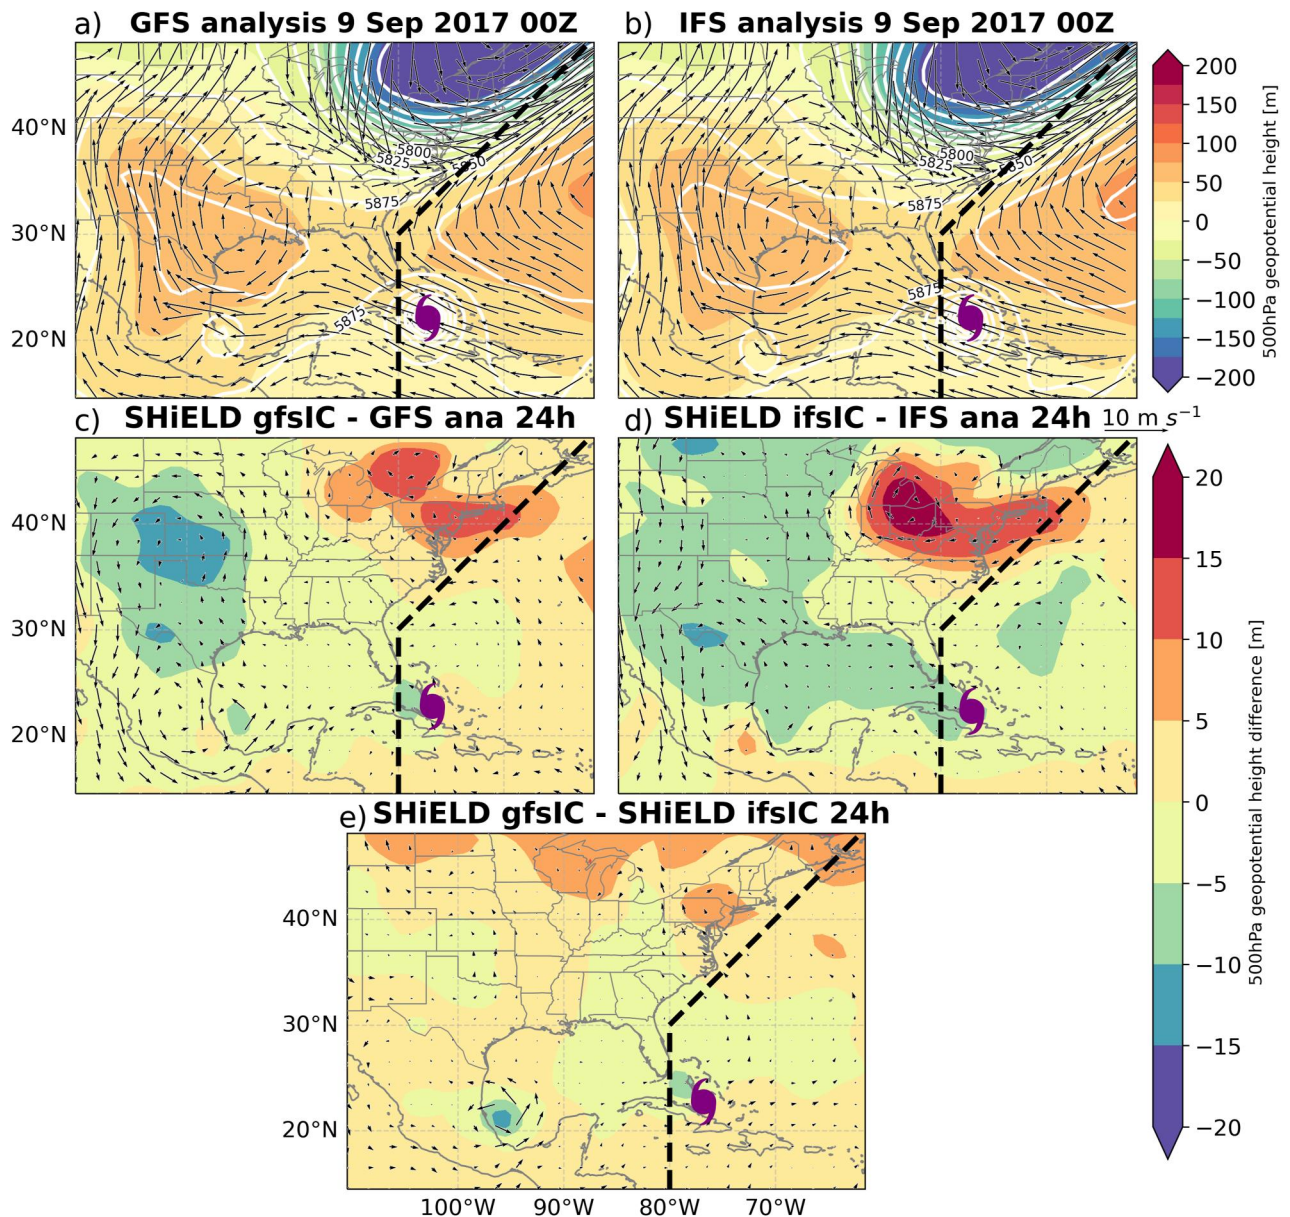 a) GFS analysis 9 Sep 2017 00Z
b) IFS analysis 9 Sep 2017 00Z
40°N
30°N
20°N
5800
5825
5850
5875
5875
5800
5825
5850
5875
5875
200
150
100
50
0
−50
−100
−150
−200
500hPa geopotential height [m]
c) SHiELD gfsIC - GFS ana 24h
d) SHiELD ifsIC - IFS ana 24h
10 m s⁻¹
40°N
30°N
20°N
20
15
10
5
0
−5
−10
−15
−20
500hPa geopotential height difference [m]
e) SHiELD gfsIC - SHiELD ifsIC 24h
40°N
30°N
20°N
100°W 90°W 80°W 70°W